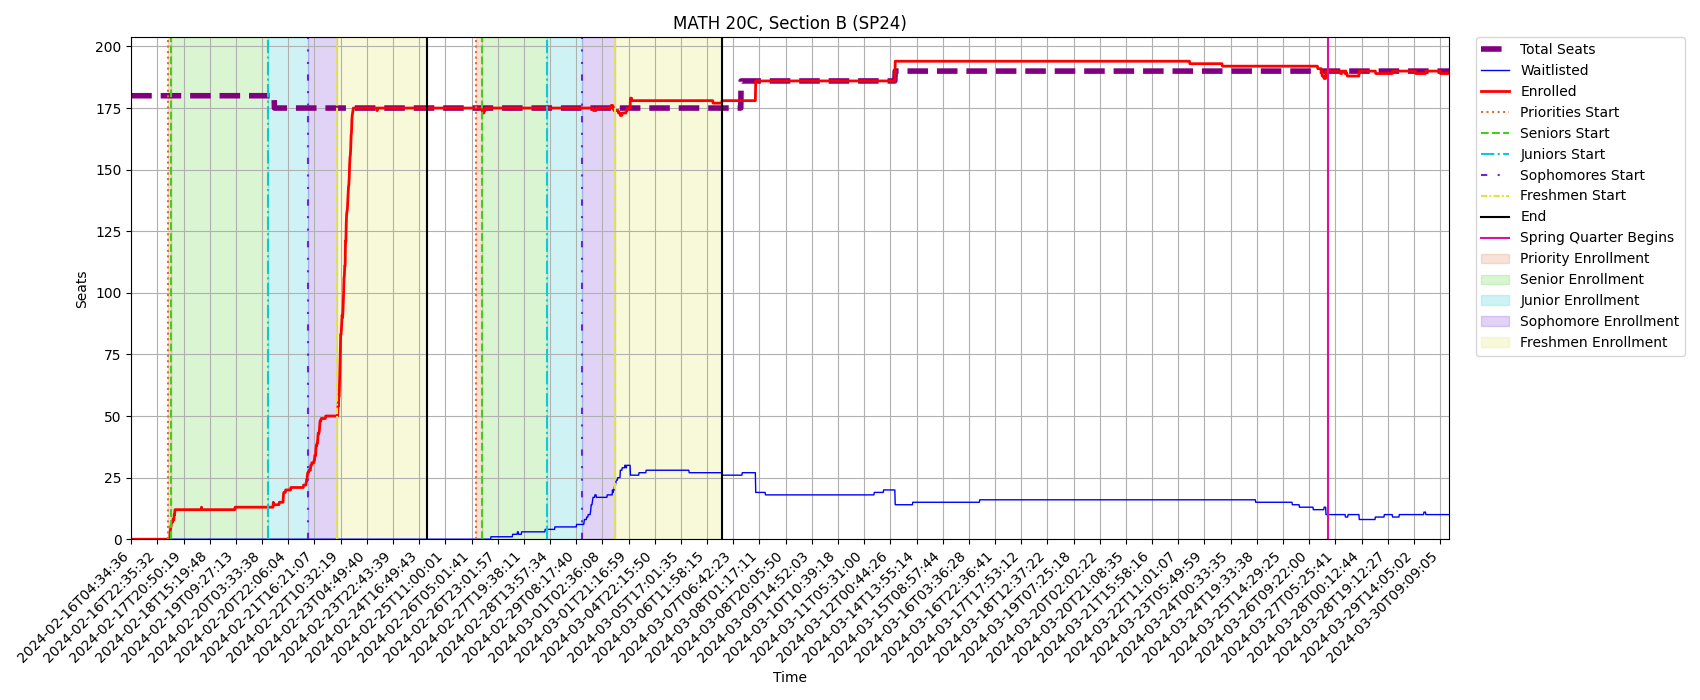 MATH 20C, Section B (SP24)
Seats
200
175
150
125
100
75
50
25
0
2024-02-16T04:34:36
2024-02-16T22:35:32
2024-02-17T20:50:19
2024-02-18T15:19:48
2024-02-19T09:27:13
2024-02-20T03:33:38
2024-02-20T22:06:04
2024-02-21T16:21:07
2024-02-22T10:32:19
2024-02-23T04:49:40
2024-02-23T22:43:39
2024-02-24T16:49:43
2024-02-25T11:00:01
2024-02-26T05:01:41
2024-02-26T23:01:57
2024-02-27T19:38:11
2024-02-28T13:57:34
2024-02-29T08:17:40
2024-03-01T02:36:08
2024-03-01T21:16:59
2024-03-04T22:15:50
2024-03-05T17:01:35
2024-03-06T11:58:15
2024-03-07T06:42:23
2024-03-08T01:17:11
2024-03-08T20:05:50
2024-03-09T14:52:03
2024-03-10T10:39:18
2024-03-11T05:31:00
2024-03-12T00:44:26
2024-03-14T13:55:14
2024-03-15T08:57:44
2024-03-16T03:36:28
2024-03-16T22:36:41
2024-03-17T17:53:12
2024-03-18T12:37:22
2024-03-19T07:25:18
2024-03-20T02:02:22
2024-03-20T21:08:35
2024-03-21T15:58:16
2024-03-22T11:01:07
2024-03-23T05:49:59
2024-03-24T00:33:35
2024-03-24T19:33:38
2024-03-25T14:29:25
2024-03-26T09:22:00
2024-03-27T05:25:41
2024-03-28T00:12:44
2024-03-28T19:12:27
2024-03-29T14:05:02
2024-03-30T09:09:05
Time
Total Seats
Waitlisted
Enrolled
Priorities Start
Seniors Start
Juniors Start
Sophomores Start
Freshmen Start
End
Spring Quarter Begins
Priority Enrollment
Senior Enrollment
Junior Enrollment
Sophomore Enrollment
Freshmen Enrollment